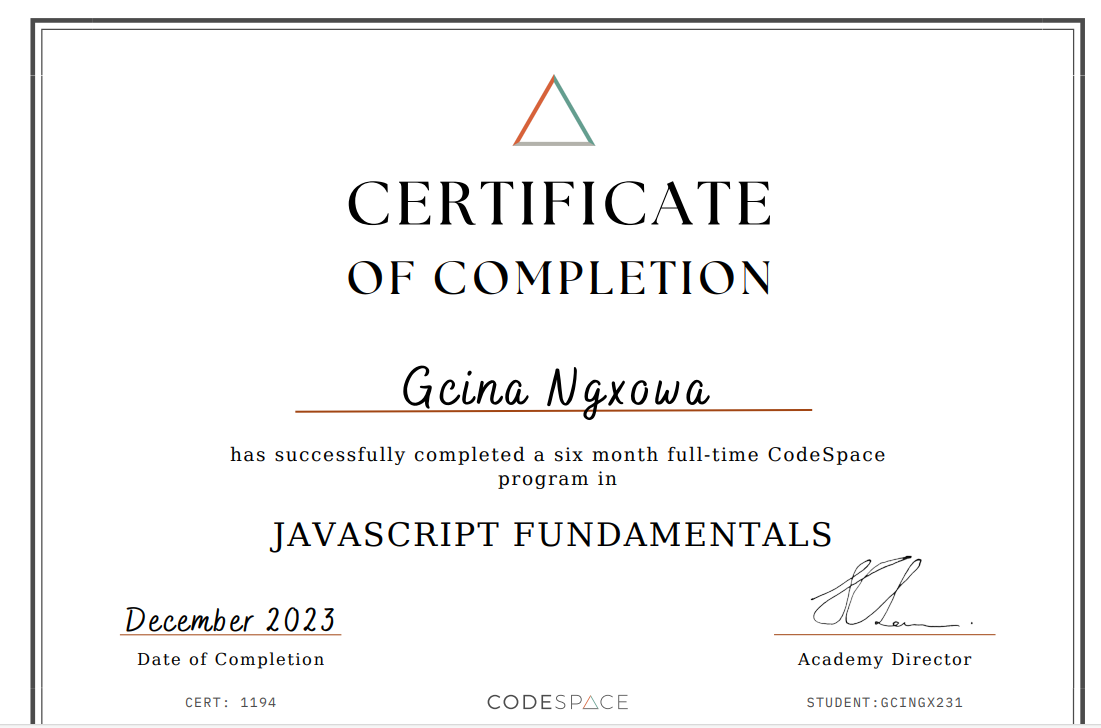 CERTIFICATE
OF COMPLETION
Gcina Ngxowa
has successfully completed a six month full-time CodeSpace
program in
JAVASCRIPT FUNDAMENTALS
December 2023
Date of Completion
Academy Director
CERT: 1194
CODESPACE
STUDENT:GCINGX231